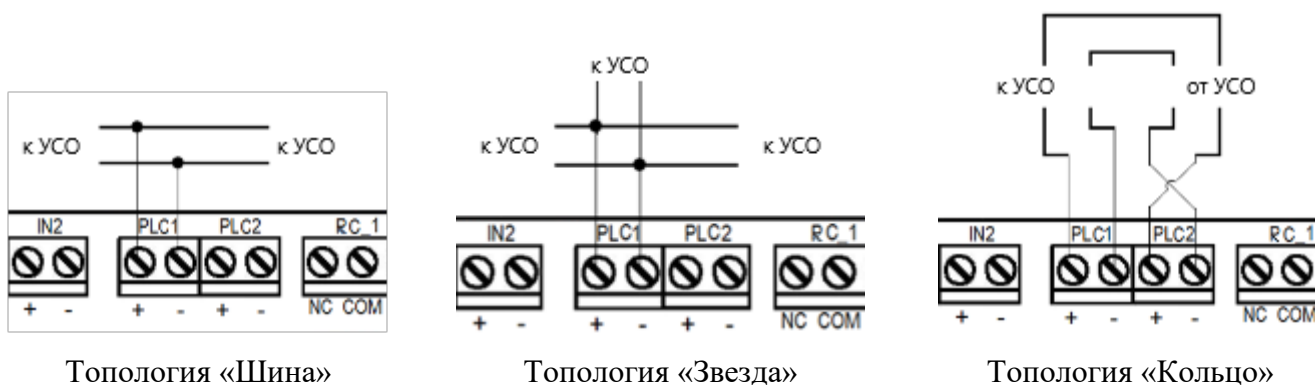 к УСО
к УСО
IN2
PLC1
PLC2
RC_1
+ - + - + - NC COM
Топология «Шина»
к УСО
к УСО
к УСО
IN2
PLC1
PLC2
RC_1
+ - + - + - NC COM
Топология «Звезда»
к УСО
от УСО
IN2
PLC1
PLC2
RC_1
+ - + - + - NC COM
Топология «Кольцо»